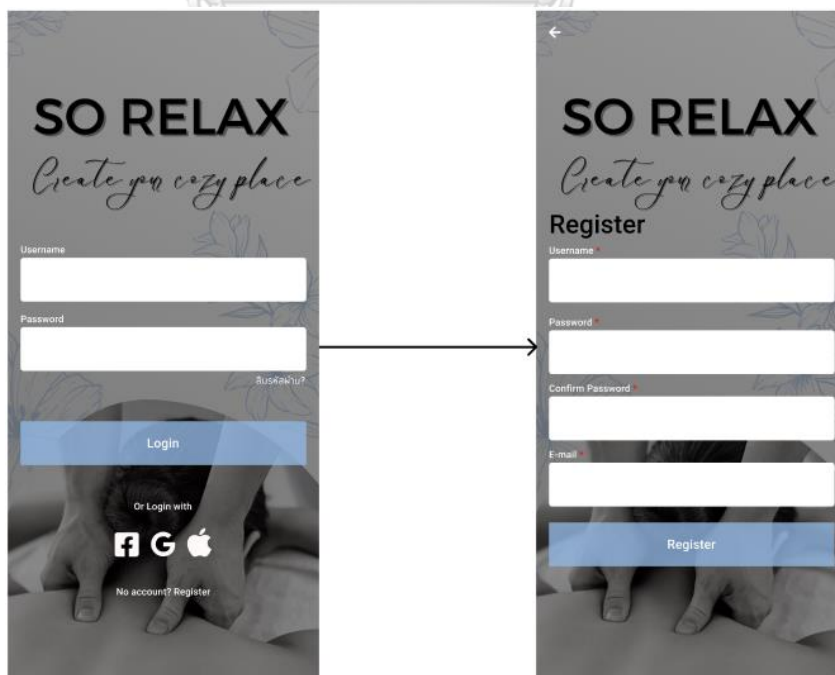 SO RELAX
Create your cozy place
Username
Password
ลืมรหัสผ่าน?
Login
Or Login with
No account? Register
SO RELAX
Create your cozy place
Register
Username *
Password *
Confirm Password *
E-mail *
Register